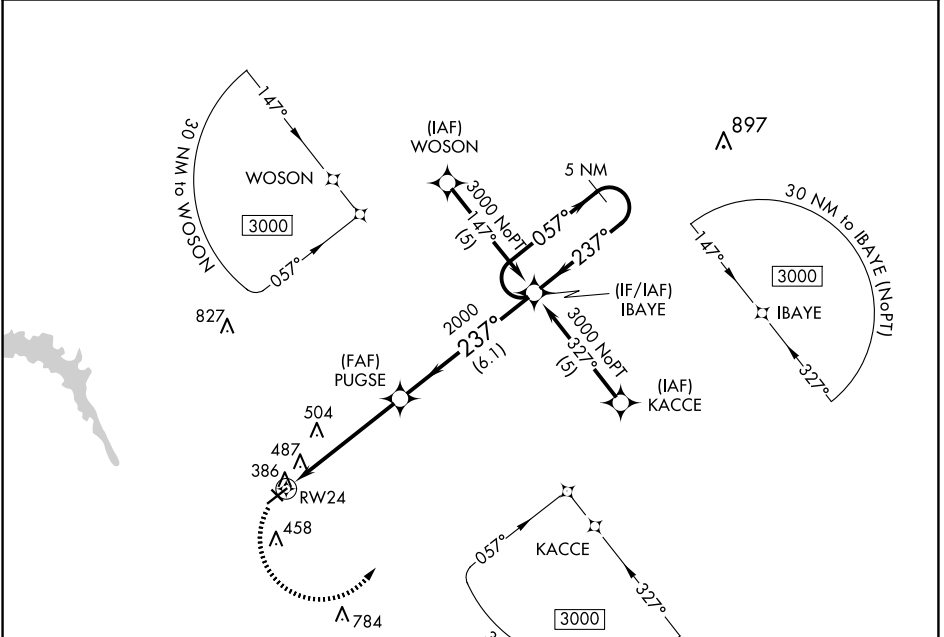 147°
30 NM to WOSON
WOSON
3000
057°
827
(IAF)
WOSON
3000 NoPT
147°
(5)
5 NM
057°
237°
897
30 NM to IBAYE (NoPT)
147°
3000
IBAYE
327°
(IF/IAF)
IBAYE
2000
237°
(6.1)
3000 NoPT
327°
(5)
(IAF)
KACCE
(FAF)
PUGSE
504
487
386
RW24
458
784
057°
KACCE
327°
3000